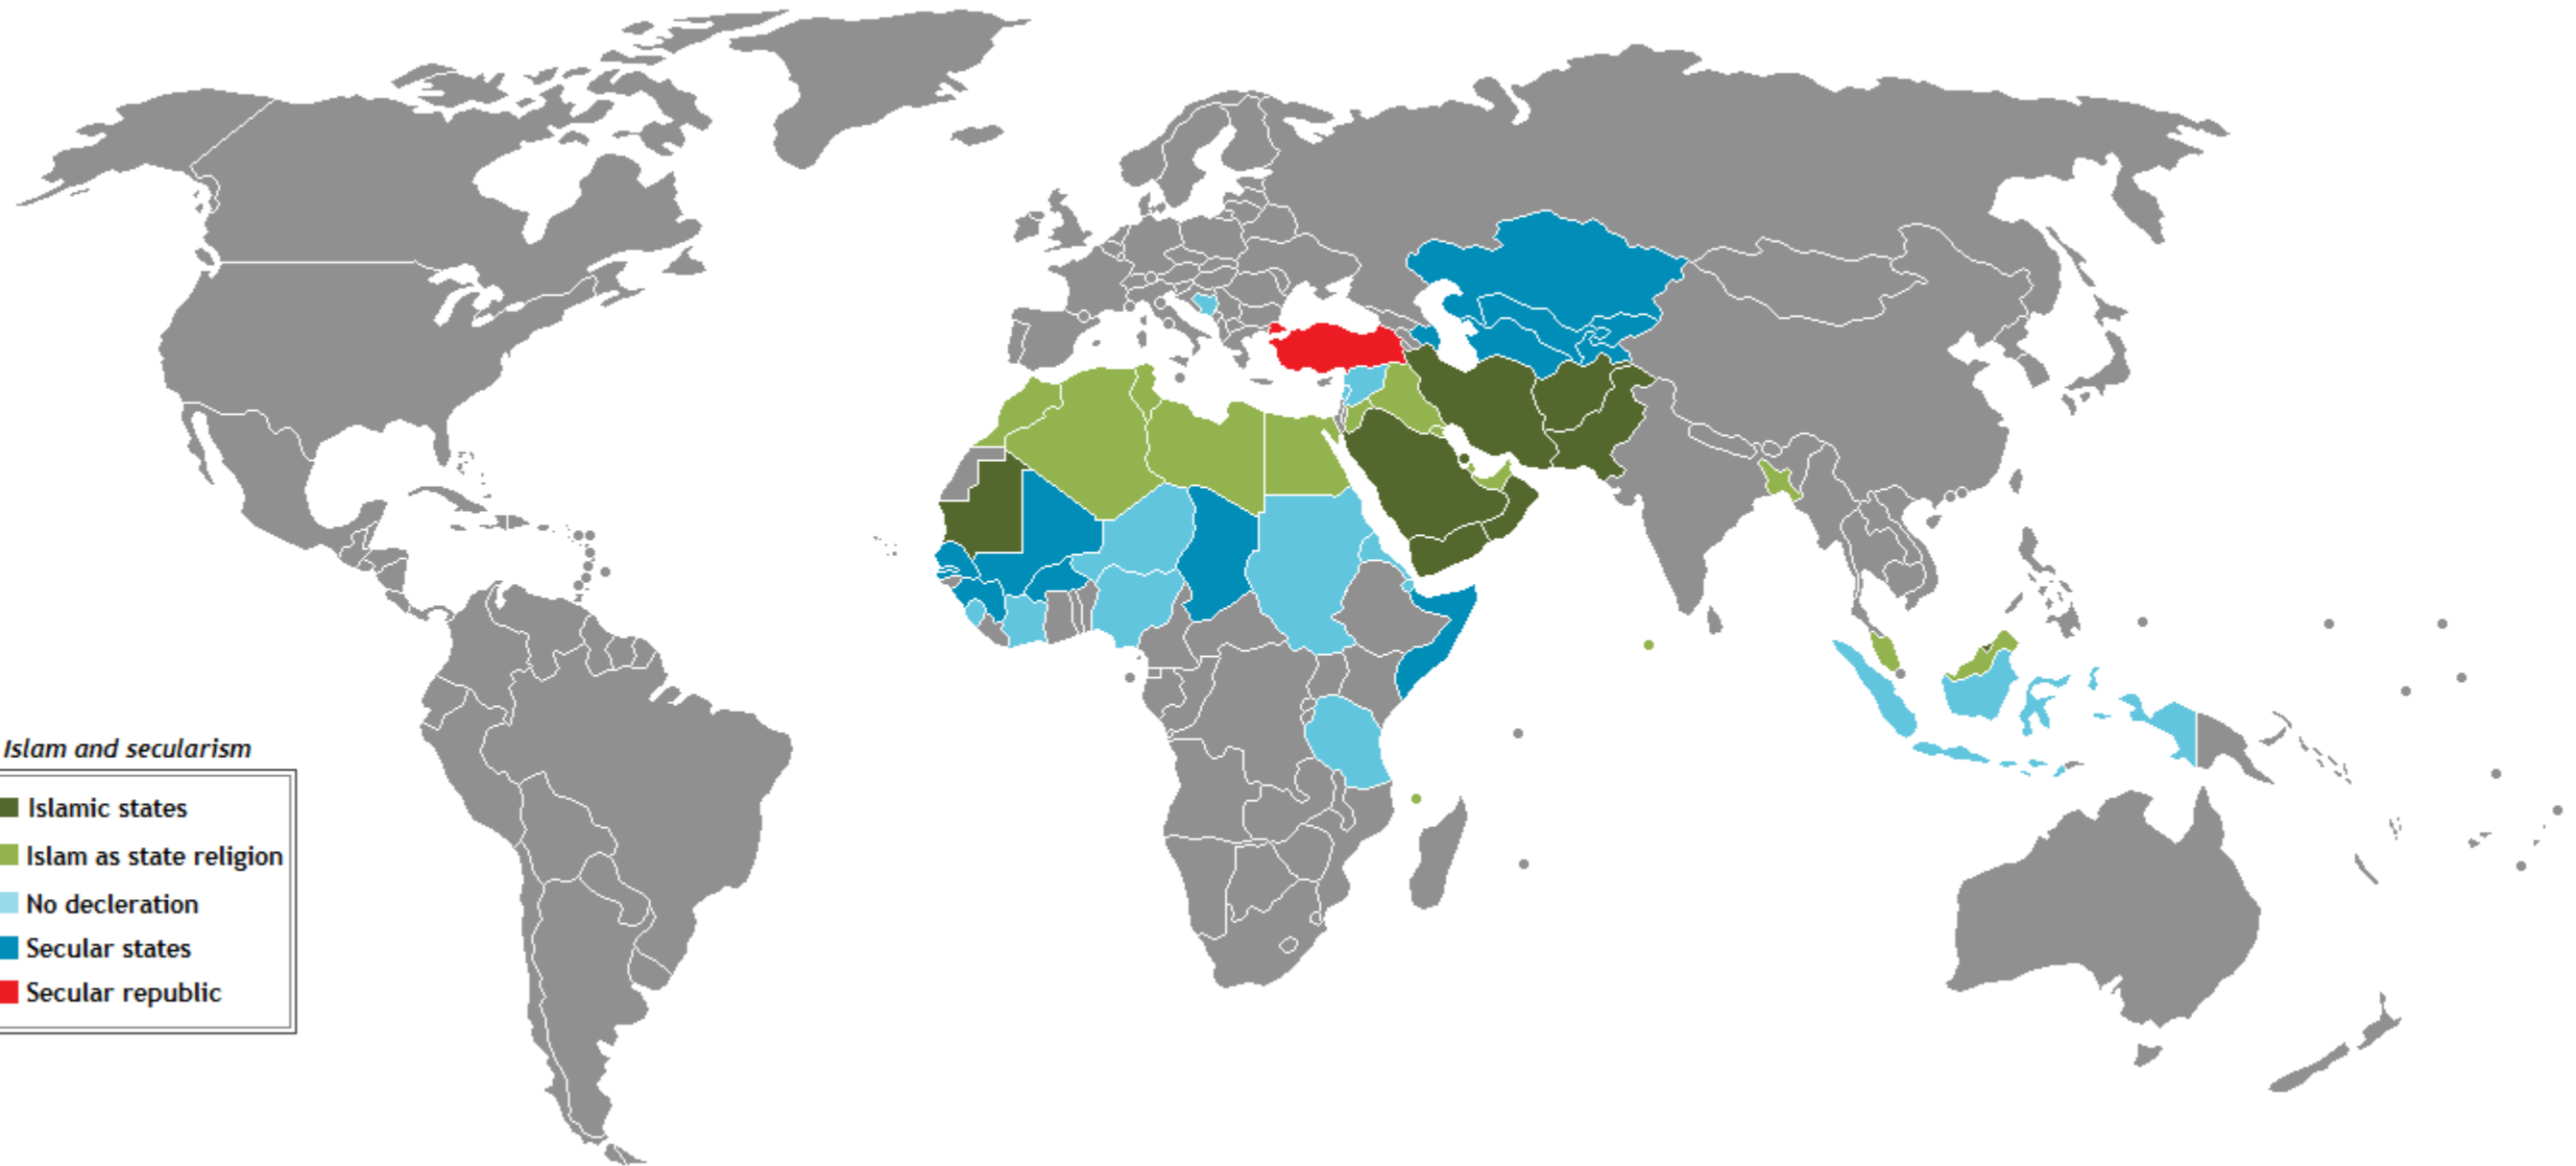 Islam and secularism
Islamic states
Islam as state religion
No decleration
Secular states
Secular republic